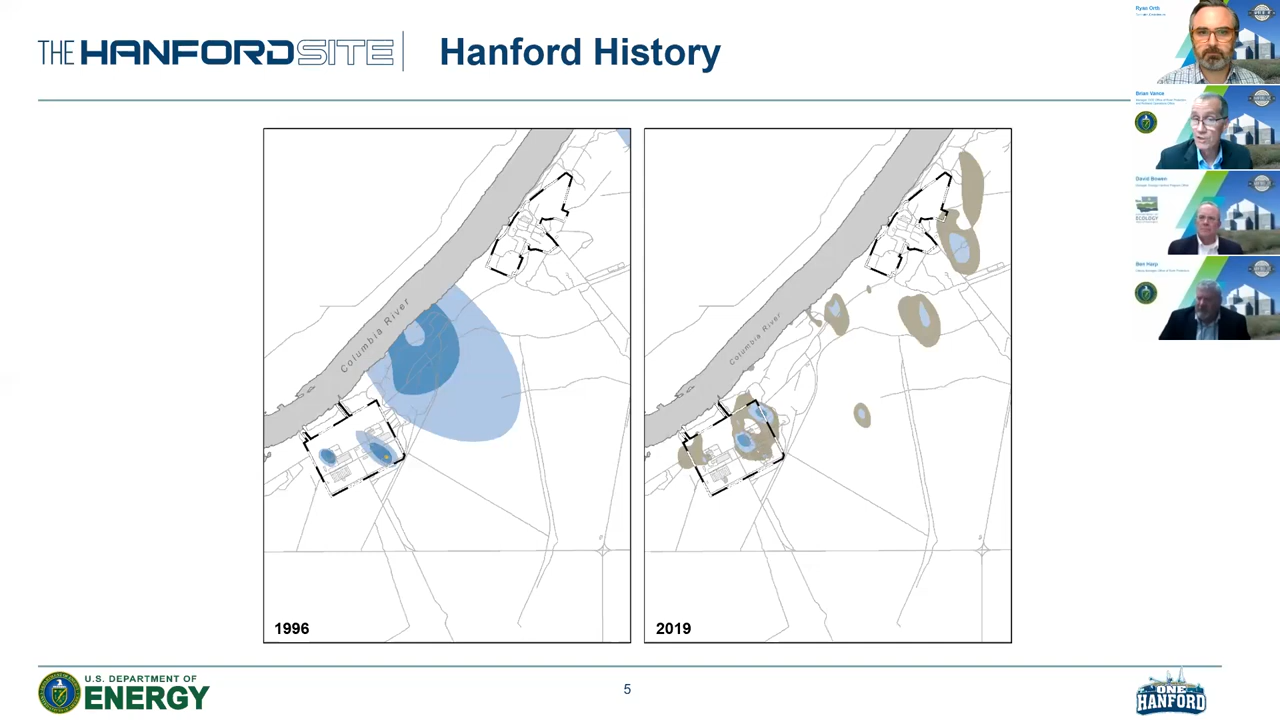 THE HANFORD SITE
Hanford History
Columbia River
1996
Columbia River
2019
U.S. DEPARTMENT OF
ENERGY
5
ONE
HANFORD
Ryan Orth
Brian Vance
David Bowen
ECOLOGY
Ben Harp